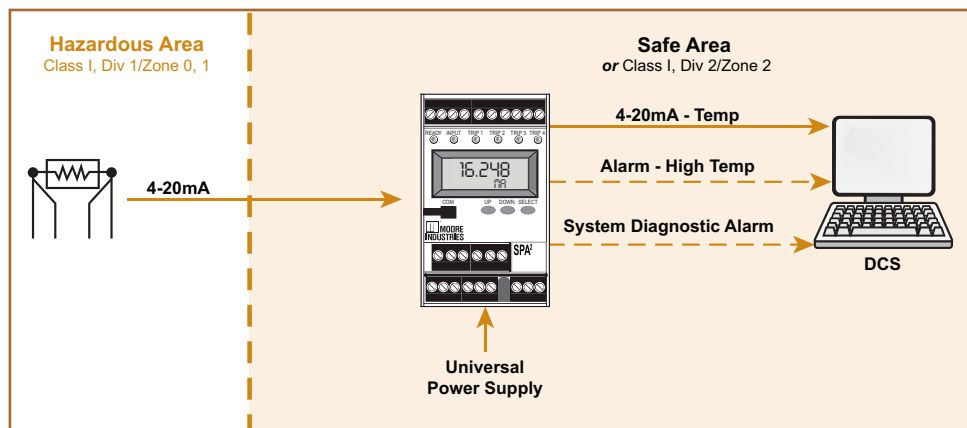 Hazardous Area
Class I, Div 1/Zone 0, 1
Safe Area
or Class I, Div 2/Zone 2
4-20mA
READY INPUT TRIP 1 TRIP 2 TRIP 3 TRIP 4
16.248
MA
COM UP DOWN SELECT
MOORE
INDUSTRIES
SPA²
4-20mA - Temp
Alarm - High Temp
System Diagnostic Alarm
DCS
Universal
Power Supply